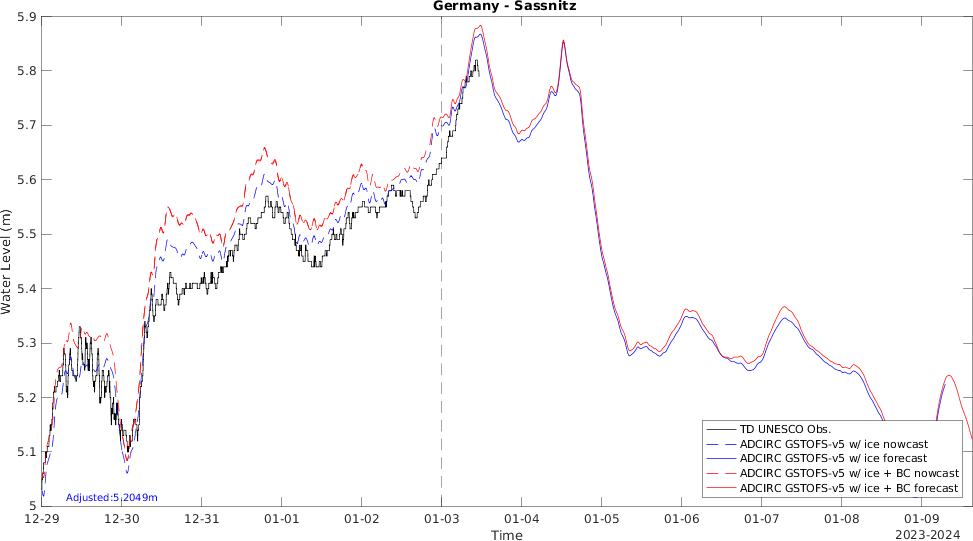 Germany - Sassnitz
Water Level (m)
5.9
5.8
5.7
5.6
5.5
5.4
5.3
5.2
5.1
5
Adjusted:5.2049m
TD UNESCO Obs.
ADCIRC GSTOFS-v5 w/ ice nowcast
ADCIRC GSTOFS-v5 w/ ice forecast
ADCIRC GSTOFS-v5 w/ ice + BC nowcast
ADCIRC GSTOFS-v5 w/ ice + BC forecast
12-29 12-30 12-31 01-01 01-02 01-03 01-04 01-05 01-06 01-07 01-08 01-09
Time
2023-2024